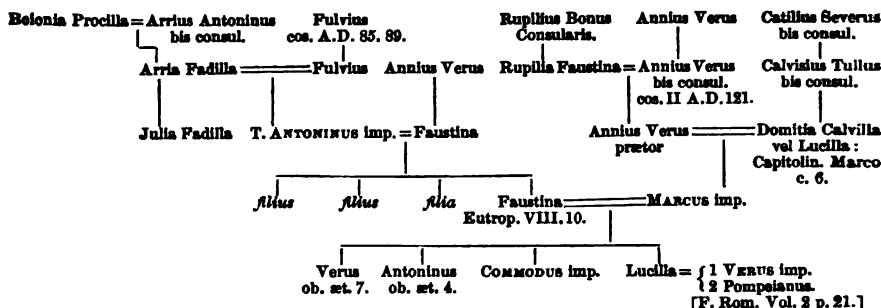 Boionia Procilla = Arrius Antoninus Fulvius Rupilius Bonus Annius Verus Catilius Severus
bis consul. cos. A.D. 85. 89. Consularis. bis consul.
Arria Fadilla = Fulvius Annius Verus Rupilia Faustina = Annius Verus Calvisius Tullus
bis consul. bis consul.
cos. II A.D. 121.
Julia Fadilla T. ANTONINUS imp. = Faustina Annius Verus = Domitia Calvilla
prætor vel Lucilla :
Capitolin. Marco
c. 6.
filius filius filia Faustina = MARCUS imp.
Eutrop. VIII. 10.
Verus Antoninus COMMODUS imp. Lucilla = { 1 VERUS imp.
ob. æt. 7. ob. æt. 4. 2 Pompeianus.
[F. Rom. Vol. 2 p. 21.]